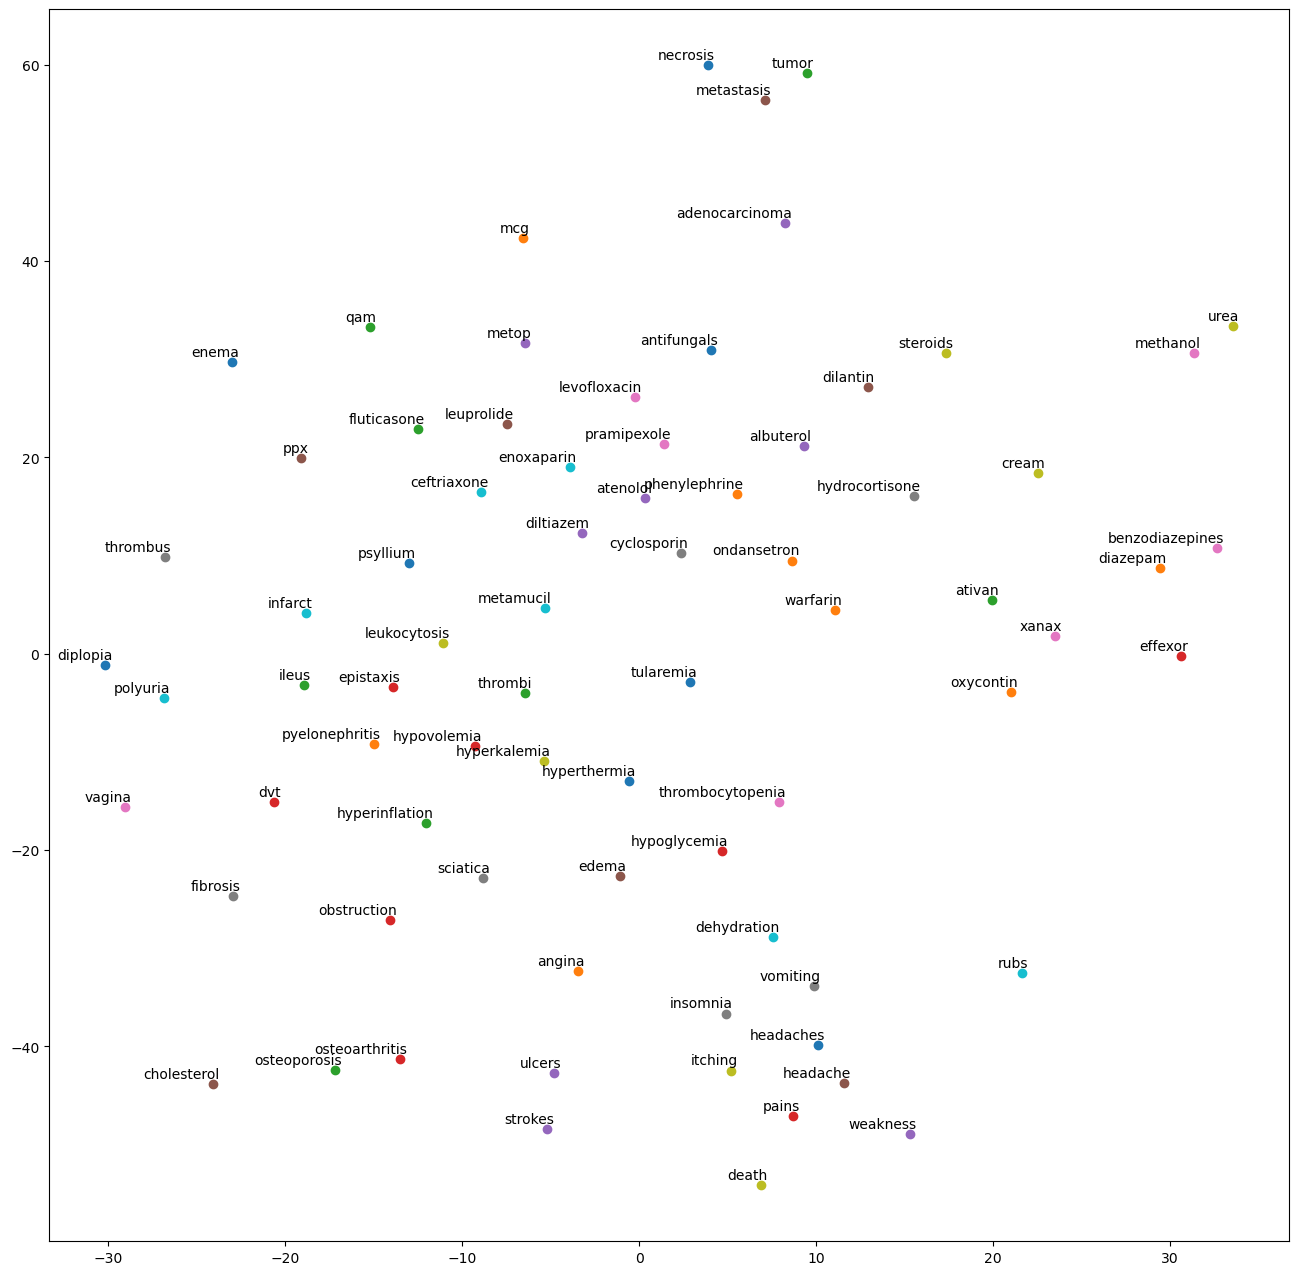 necrosis
tumor
60
metastasis
adenocarcinoma
mcg
40
qam
urea
metop
antifungals
steroids
methanol
enema
dilantin
levofloxacin
fluticasone
leuprolide
pramipexole
albuterol
ppx
20
enoxaparin
cream
ceftriaxone
atenolol
phenylephrine
hydrocortisone
diltiazem
thrombus
psyllium
cyclosporin
ondansetron
benzodiazepines
diazepam
infarct
metamucil
warfarin
ativan
leukocytosis
xanax
0
diplopia
effexor
polyuria
ileus
epistaxis
thrombi
tularemia
oxycontin
pyelonephritis
hypovolemia
hyperkalemia
hyperthermia
vagina
dvt
thrombocytopenia
hyperinflation
−20
hypoglycemia
sciatica
edema
fibrosis
obstruction
dehydration
angina
vomiting
rubs
insomnia
−40
headaches
osteoarthritis
osteoporosis
cholesterol
ulcers
itching
headache
strokes
pains
weakness
death
−30 −20 −10 0 10 20 30